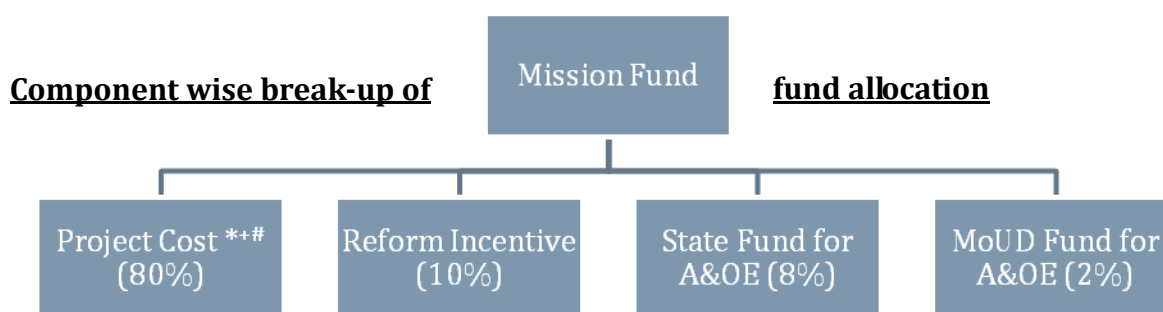 Mission Fund
Component wise break-up of
fund allocation
Project Cost *+#
(80%)
Reform Incentive
(10%)
State Fund for
A&OE (8%)
MoUD Fund for
A&OE (2%)